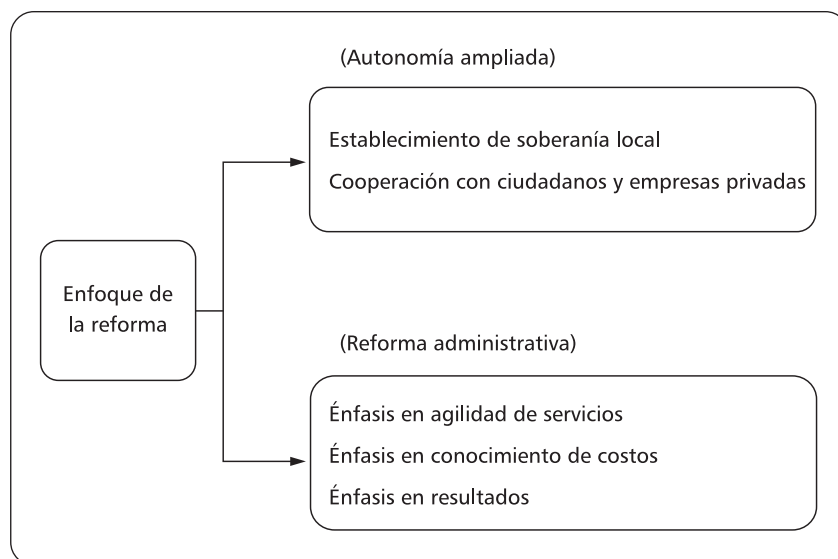 (Autonomía ampliada)
Establecimiento de soberanía local
Cooperación con ciudadanos y empresas privadas
Enfoque de
la reforma
(Reforma administrativa)
Énfasis en agilidad de servicios
Énfasis en conocimiento de costos
Énfasis en resultados